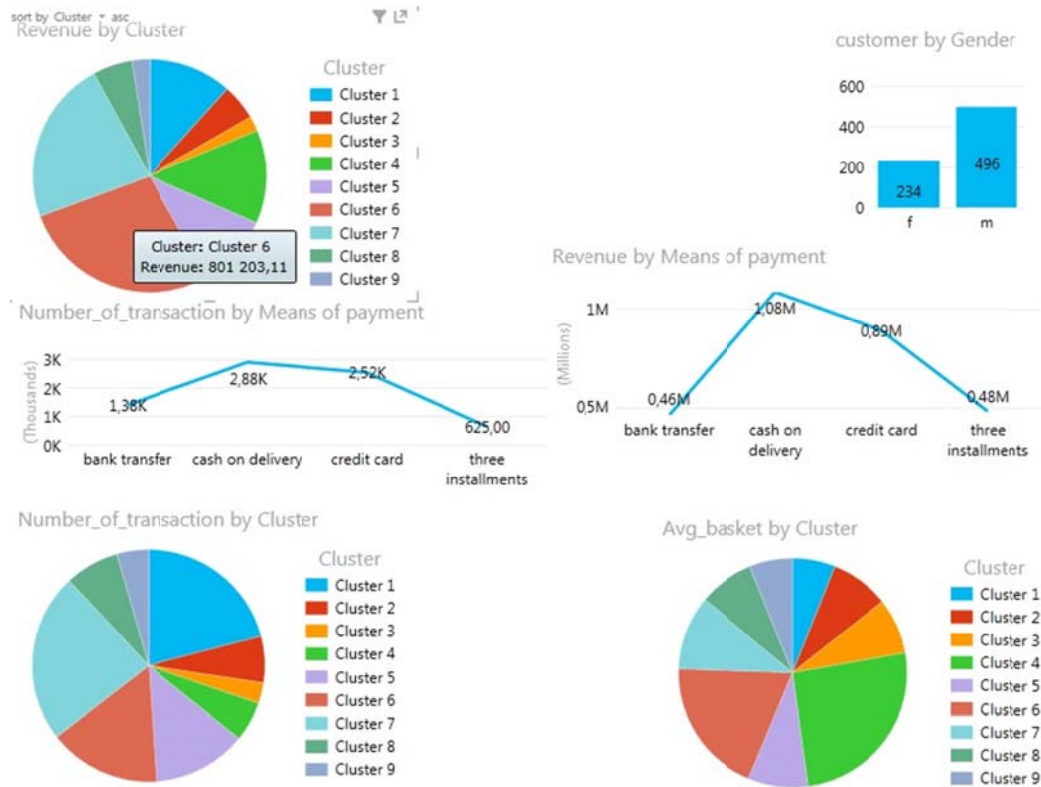 sort by Cluster asc
Revenue by Cluster
Cluster
Cluster 1
Cluster 2
Cluster 3
Cluster 4
Cluster 5
Cluster 6
Cluster 7
Cluster 8
Cluster 9
Cluster: Cluster 6
Revenue: 801 203,11
customer by Gender
600
400
200
0
234
496
f
m
Number_of_transaction by Means of payment
(Thousands)
3K
2K
1K
0K
1,38K
2,88K
2,52K
625,00
bank transfer
cash on delivery
credit card
three
installments
Revenue by Means of payment
(Millions)
1M
0,5M
0,46M
1,08M
0,89M
0,48M
bank transfer
cash on
delivery
credit card
three
installments
Number_of_transaction by Cluster
Cluster
Cluster 1
Cluster 2
Cluster 3
Cluster 4
Cluster 5
Cluster 6
Cluster 7
Cluster 8
Cluster 9
Avg_basket by Cluster
Cluster
Cluster 1
Cluster 2
Cluster 3
Cluster 4
Cluster 5
Cluster 6
Cluster 7
Cluster 8
Cluster 9